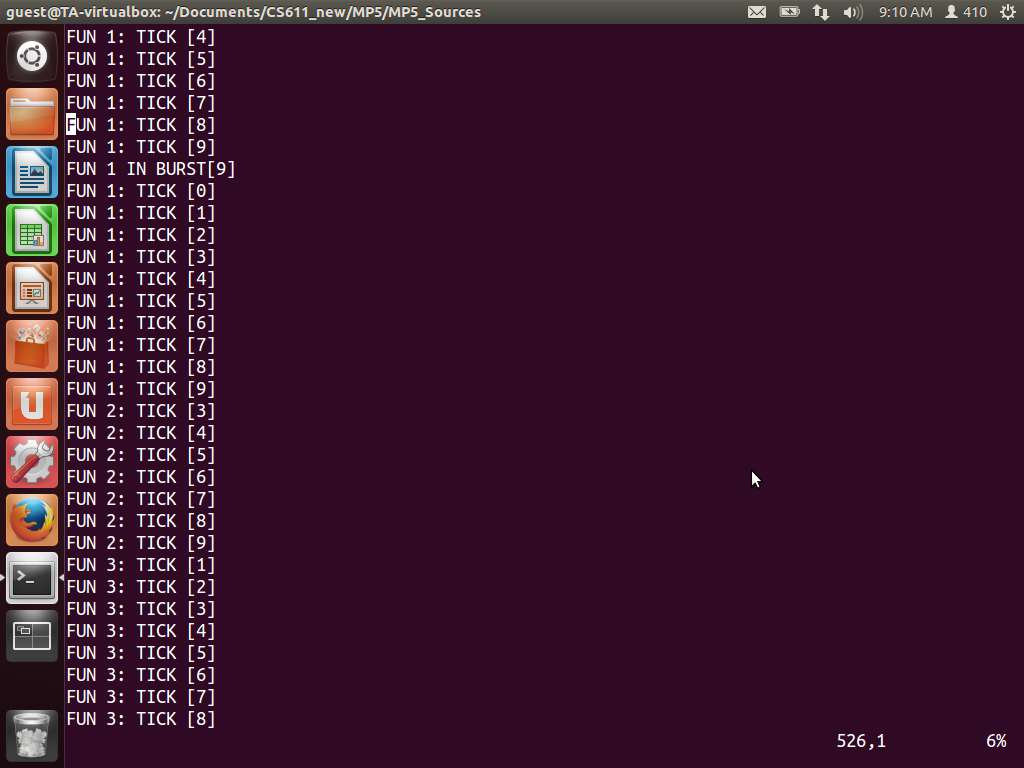 guest@TA-virtualbox: ~/Documents/CS611_new/MP5/MP5_Sources
9:10 AM
410
FUN 1: TICK [4]
FUN 1: TICK [5]
FUN 1: TICK [6]
FUN 1: TICK [7]
FUN 1: TICK [8]
FUN 1: TICK [9]
FUN 1 IN BURST[9]
FUN 1: TICK [0]
FUN 1: TICK [1]
FUN 1: TICK [2]
FUN 1: TICK [3]
FUN 1: TICK [4]
FUN 1: TICK [5]
FUN 1: TICK [6]
FUN 1: TICK [7]
FUN 1: TICK [8]
FUN 1: TICK [9]
FUN 2: TICK [3]
FUN 2: TICK [4]
FUN 2: TICK [5]
FUN 2: TICK [6]
FUN 2: TICK [7]
FUN 2: TICK [8]
FUN 2: TICK [9]
FUN 3: TICK [1]
FUN 3: TICK [2]
FUN 3: TICK [3]
FUN 3: TICK [4]
FUN 3: TICK [5]
FUN 3: TICK [6]
FUN 3: TICK [7]
FUN 3: TICK [8]
526,1
6%